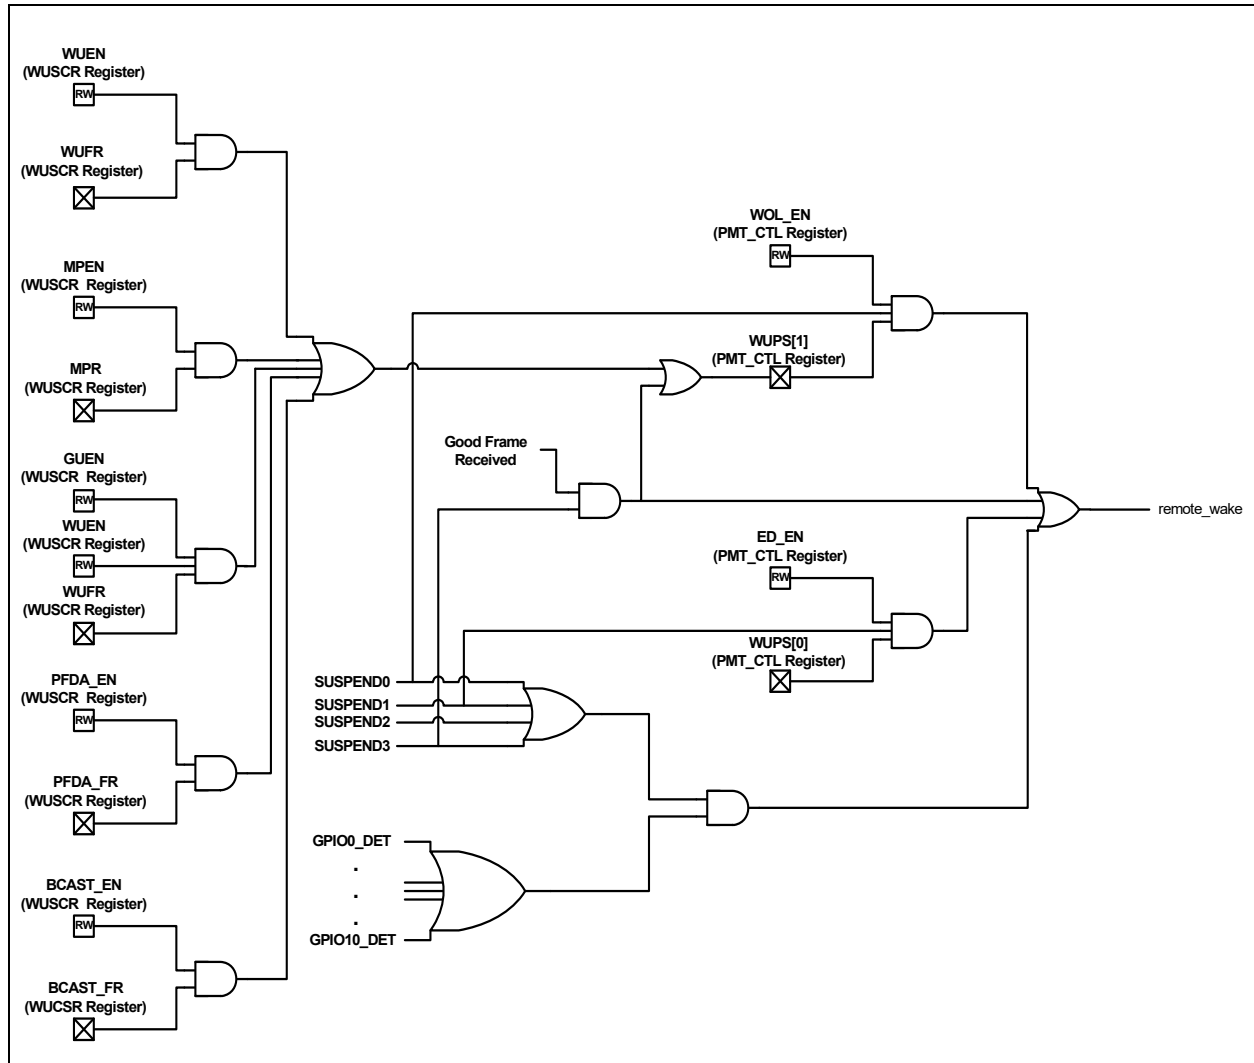 WUEN
(WUSCR Register)
RW
WUFR
(WUSCR Register)
MPEN
(WUSCR Register)
RW
MPR
(WUSCR Register)
GUEN
(WUSCR Register)
RW
WUEN
(WUSCR Register)
RW
WUFR
(WUSCR Register)
PFDA_EN
(WUSCR Register)
RW
PFDA_FR
(WUSCR Register)
BCAST_EN
(WUSCR Register)
RW
BCAST_FR
(WUCSR Register)
Good Frame
Received
SUSPEND0
SUSPEND1
SUSPEND2
SUSPEND3
GPIO0_DET
.
.
.
GPIO10_DET
WOL_EN
(PMT_CTL Register)
RW
WUPS[1]
(PMT_CTL Register)
ED_EN
(PMT_CTL Register)
RW
WUPS[0]
(PMT_CTL Register)
remote_wake